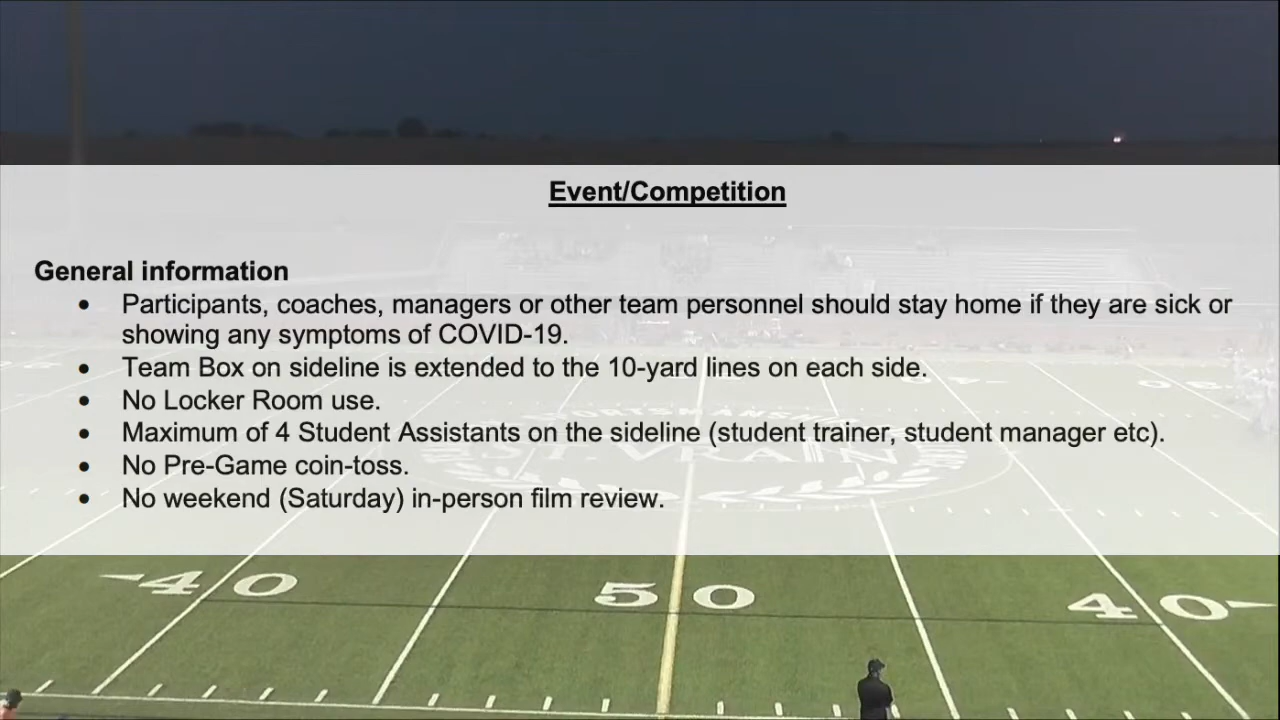 Event/Competition
General information
• Participants, coaches, managers or other team personnel should stay home if they are sick or
showing any symptoms of COVID-19.
• Team Box on sideline is extended to the 10-yard lines on each side.
• No Locker Room use.
• Maximum of 4 Student Assistants on the sideline (student trainer, student manager etc).
• No Pre-Game coin-toss.
• No weekend (Saturday) in-person film review.
SPORTSMANSHIP
ST. VRAIN
40 50 40